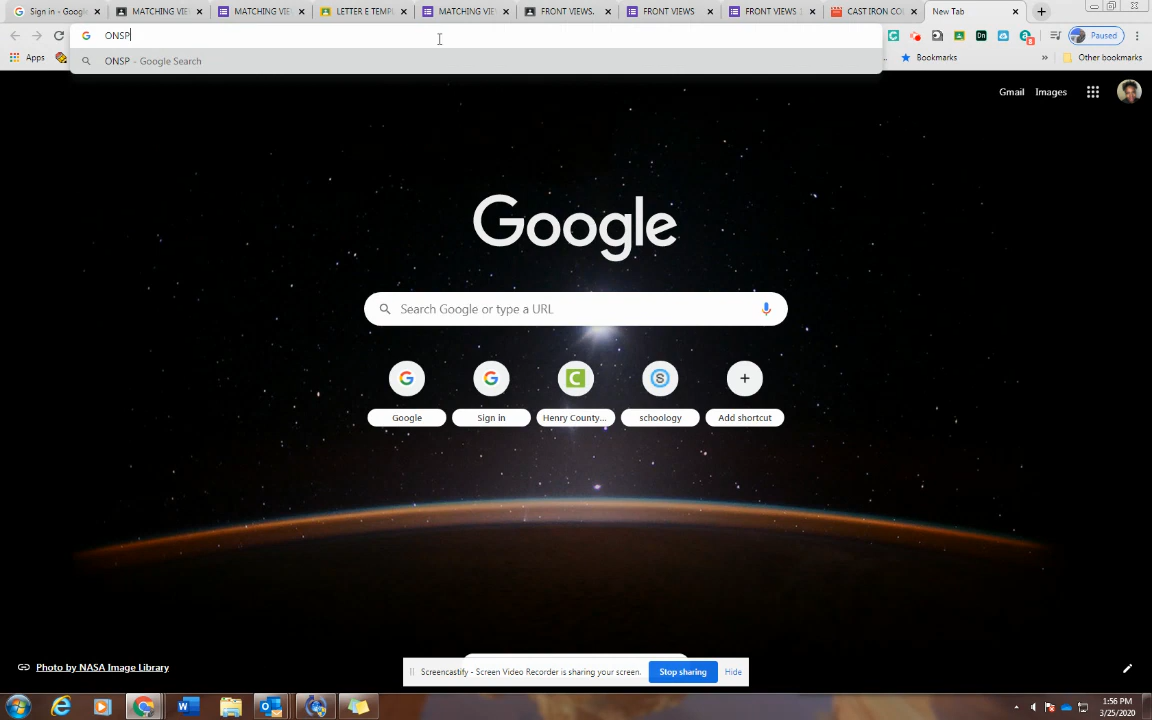 Sign in - Google MATCHING VIE MATCHING VIE LETTER E TEMPL MATCHING VIE FRONT VIEWS. FRONT VIEWS FRONT VIEWS 1 CAST IRON CO New Tab
ONSP Paused
Apps ONSP - Google Search Bookmarks » Other bookmarks
Gmail Images
Google
Search Google or type a URL
Google Sign in Henry County... schoology Add shortcut
Photo by NASA Image Library
Screencastify - Screen Video Recorder is sharing your screen. Stop sharing Hide
1:56 PM
3/25/2020